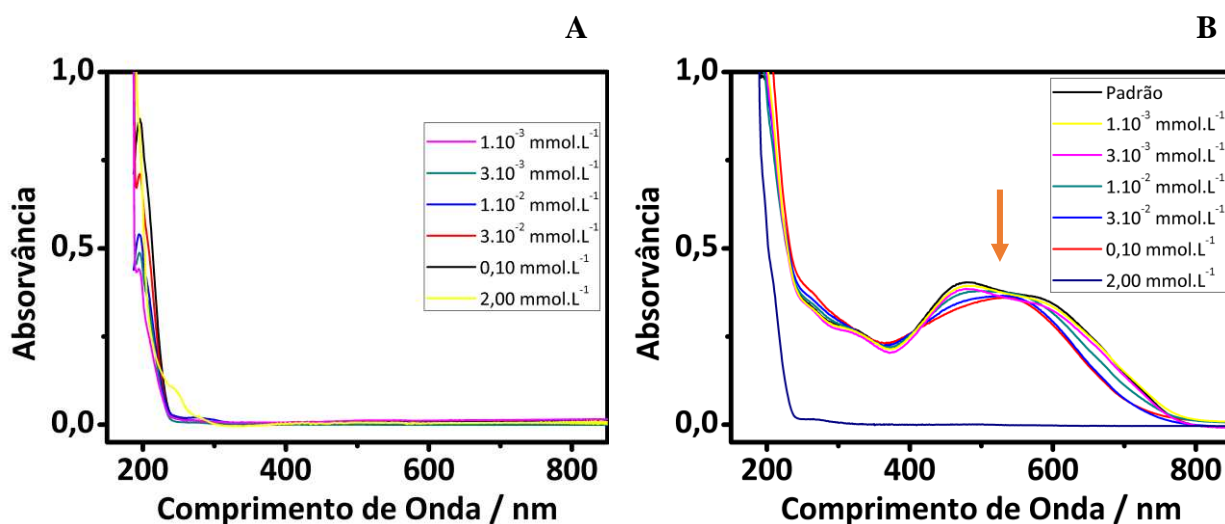 A
1,0
0,5
0,0
Absorvância
1.10⁻³ mmol.L⁻¹
3.10⁻³ mmol.L⁻¹
1.10⁻² mmol.L⁻¹
3.10⁻² mmol.L⁻¹
0,10 mmol.L⁻¹
2,00 mmol.L⁻¹
200 400 600 800
Comprimento de Onda / nm
B
1,0
0,5
0,0
Absorvância
Padrão
1.10⁻³ mmol.L⁻¹
3.10⁻³ mmol.L⁻¹
1.10⁻² mmol.L⁻¹
3.10⁻² mmol.L⁻¹
0,10 mmol.L⁻¹
2,00 mmol.L⁻¹
200 400 600 800
Comprimento de Onda / nm